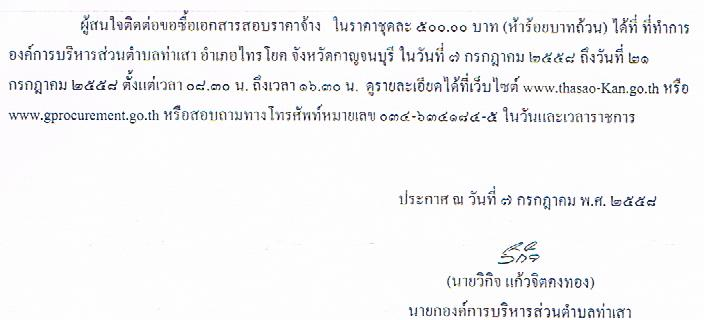 ผู้สนใจติดต่อขอซื้อเอกสารสอบราคาจ้าง ในราคาชุดละ ๕๐๐.๐๐ บาท (ห้าร้อยบาทถ้วน) ได้ที่ ที่ทำการ
องค์การบริหารส่วนตำบลท่าเสา อำเภอไทรโยค จังหวัดกาญจนบุรี ในวันที่ ๗ กรกฎาคม ๒๕๕๘ ถึงวันที่ ๒๑
กรกฎาคม ๒๕๕๘ ตั้งแต่เวลา ๐๘.๓๐ น. ถึงเวลา ๑๖.๓๐ น. ดูรายละเอียดได้ที่เว็บไซต์ www.thasao-Kan.go.th หรือ
www.gprocurement.go.th หรือสอบถามทางโทรศัพท์หมายเลข ๐๓๔-๖๓๔๑๘๔-๕ ในวันและเวลาราชการ
ประกาศ ณ วันที่ ๗ กรกฎาคม พ.ศ. ๒๕๕๘
(นายวิกิจ แก้วจิตคงทอง)
นายกองค์การบริหารส่วนตำบลท่าเสา